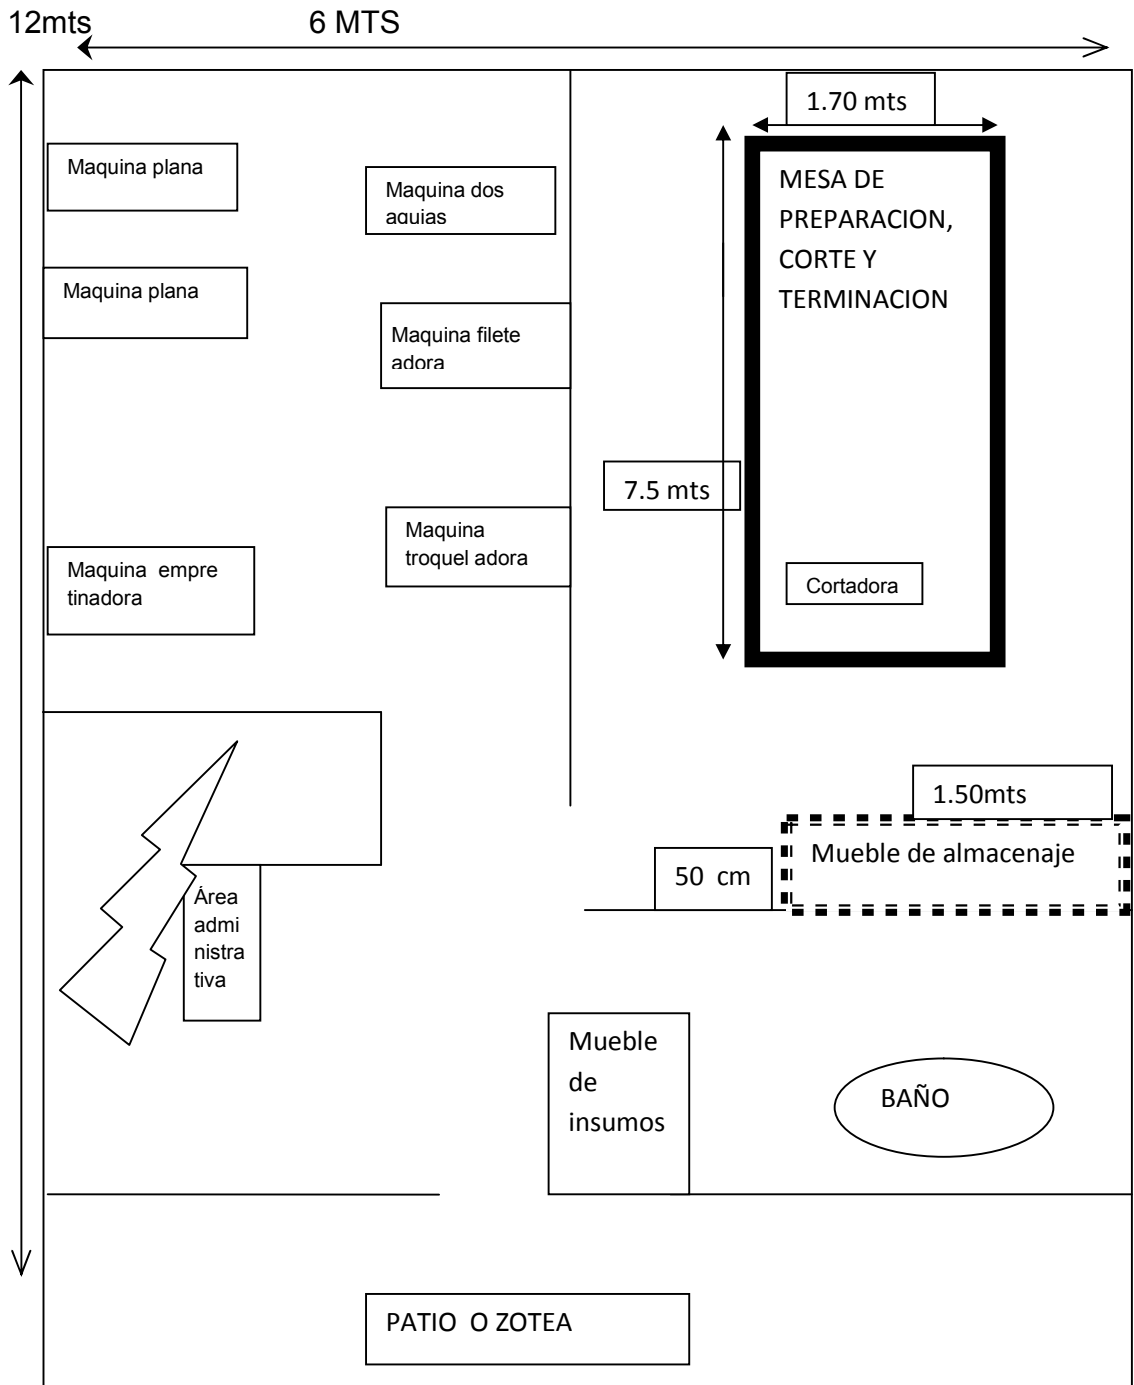 12mts
6 MTS
1.70 mts
Maquina plana
Maquina dos
agujas
MESA DE
PREPARACION,
CORTE Y
TERMINACION
Maquina plana
Maquina filete
adora
7.5 mts
Maquina
troquel adora
Maquina empre
tinadora
Cortadora
1.50mts
Mueble de almacenaje
50 cm
Área
admi
nistra
tiva
Mueble
de
insumos
BAÑO
PATIO O ZOTEA